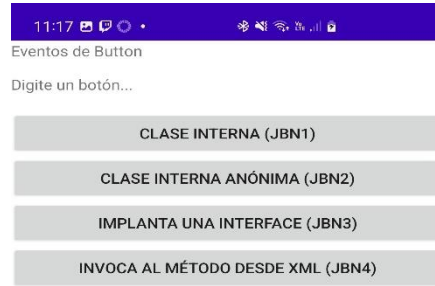 11:17
Eventos de Button
Digite un botón...
CLASE INTERNA (JBN1)
CLASE INTERNA ANÓNIMA (JBN2)
IMPLANTA UNA INTERFACE (JBN3)
INVOCA AL MÉTODO DESDE XML (JBN4)